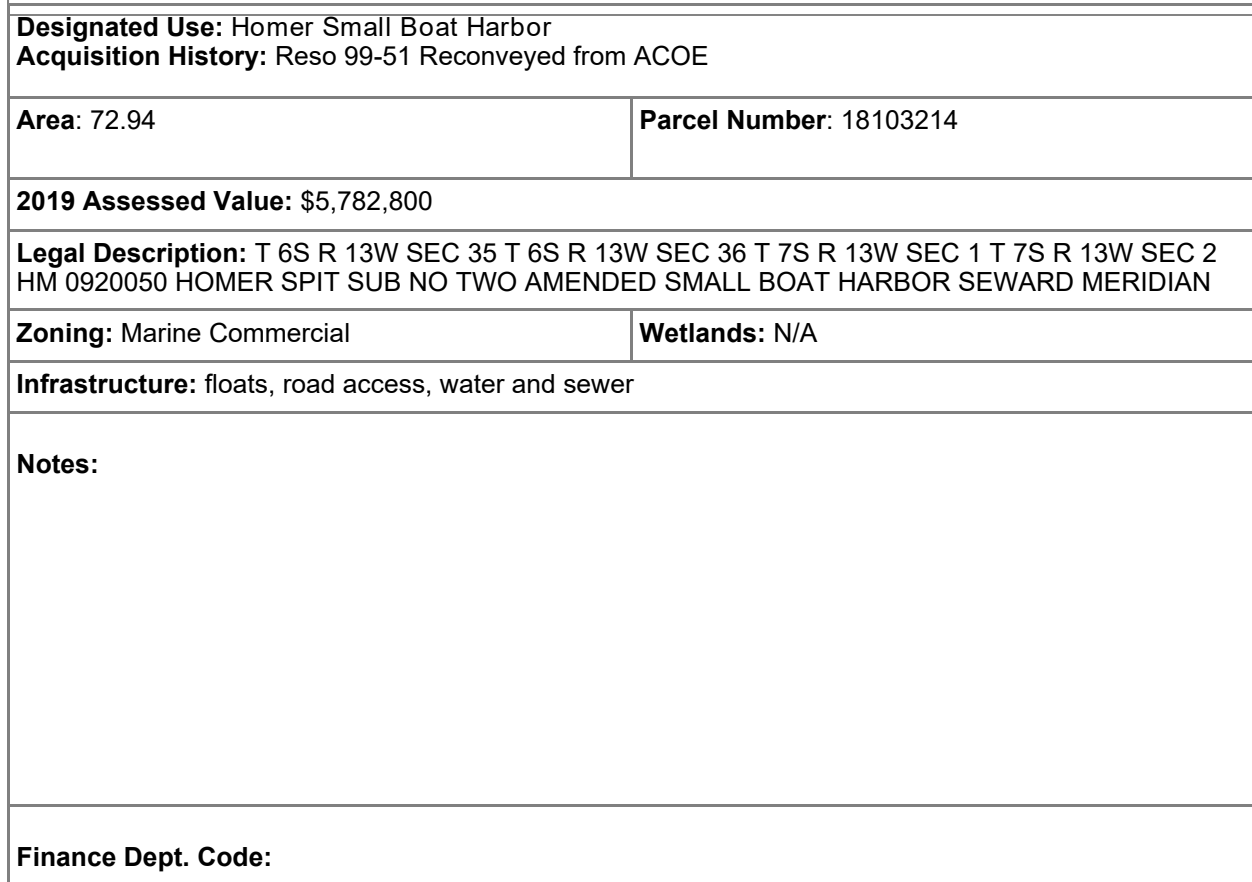 Designated Use: Homer Small Boat Harbor
Acquisition History: Reso 99-51 Reconveyed from ACOE
Area: 72.94
Parcel Number: 18103214
2019 Assessed Value: $5,782,800
Legal Description: T 6S R 13W SEC 35 T 6S R 13W SEC 36 T 7S R 13W SEC 1 T 7S R 13W SEC 2
HM 0920050 HOMER SPIT SUB NO TWO AMENDED SMALL BOAT HARBOR SEWARD MERIDIAN
Zoning: Marine Commercial
Wetlands: N/A
Infrastructure: floats, road access, water and sewer
Notes:
Finance Dept. Code: